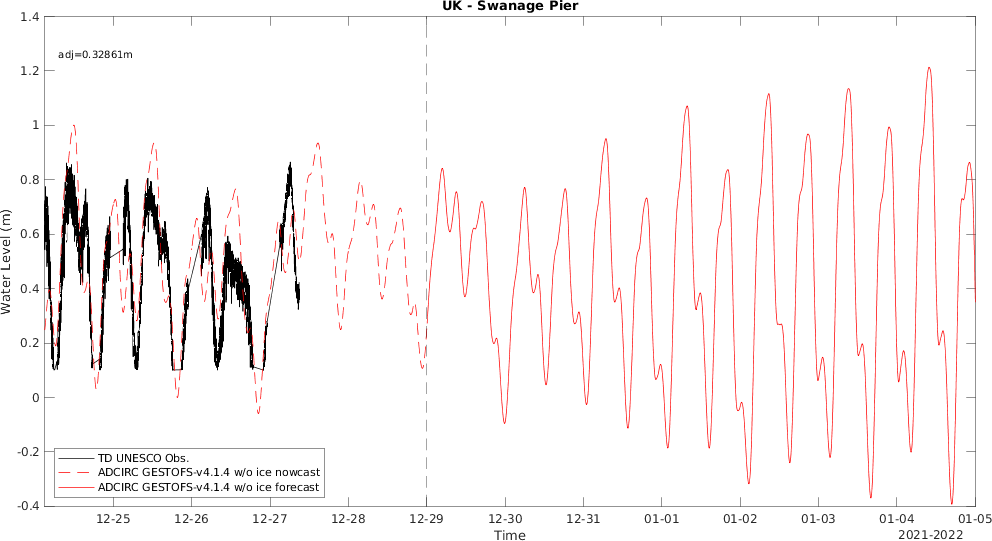 UK - Swanage Pier
adj=0.32861m
1.4
1.2
1
0.8
0.6
0.4
0.2
0
-0.2
-0.4
Water Level (m)
TD UNESCO Obs.
ADCIRC GESTOFS-v4.1.4 w/o ice nowcast
ADCIRC GESTOFS-v4.1.4 w/o ice forecast
12-25 12-26 12-27 12-28 12-29 12-30 12-31 01-01 01-02 01-03 01-04 01-05
Time
2021-2022